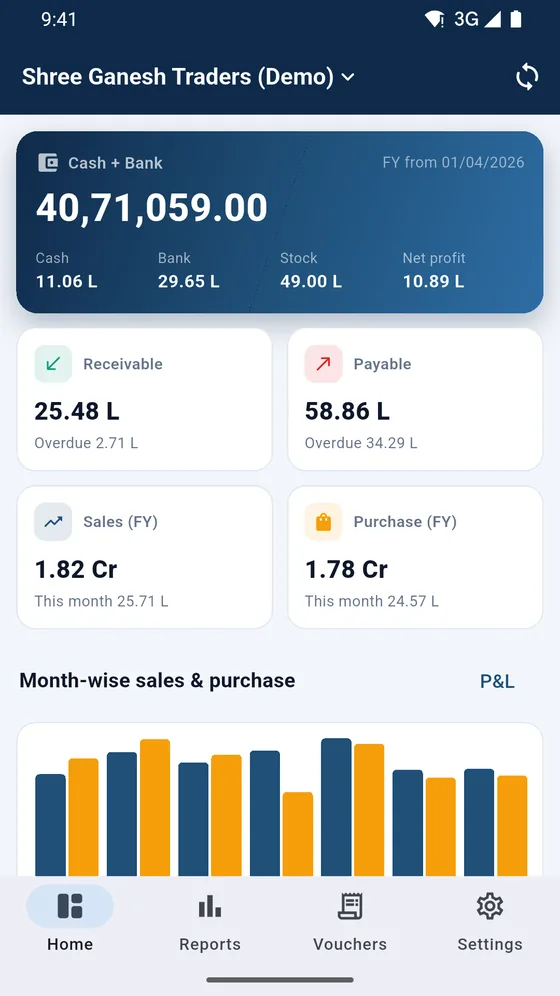 9:41
3G
Shree Ganesh Traders (Demo)
Cash + Bank
FY from 01/04/2026
40,71,059.00
Cash
Bank
Stock
Net profit
11.06 L
29.65 L
49.00 L
10.89 L
Receivable
25.48 L
Overdue 2.71 L
Payable
58.86 L
Overdue 34.29 L
Sales (FY)
1.82 Cr
This month 25.71 L
Purchase (FY)
1.78 Cr
This month 24.57 L
Month-wise sales & purchase
P&L
Home
Reports
Vouchers
Settings